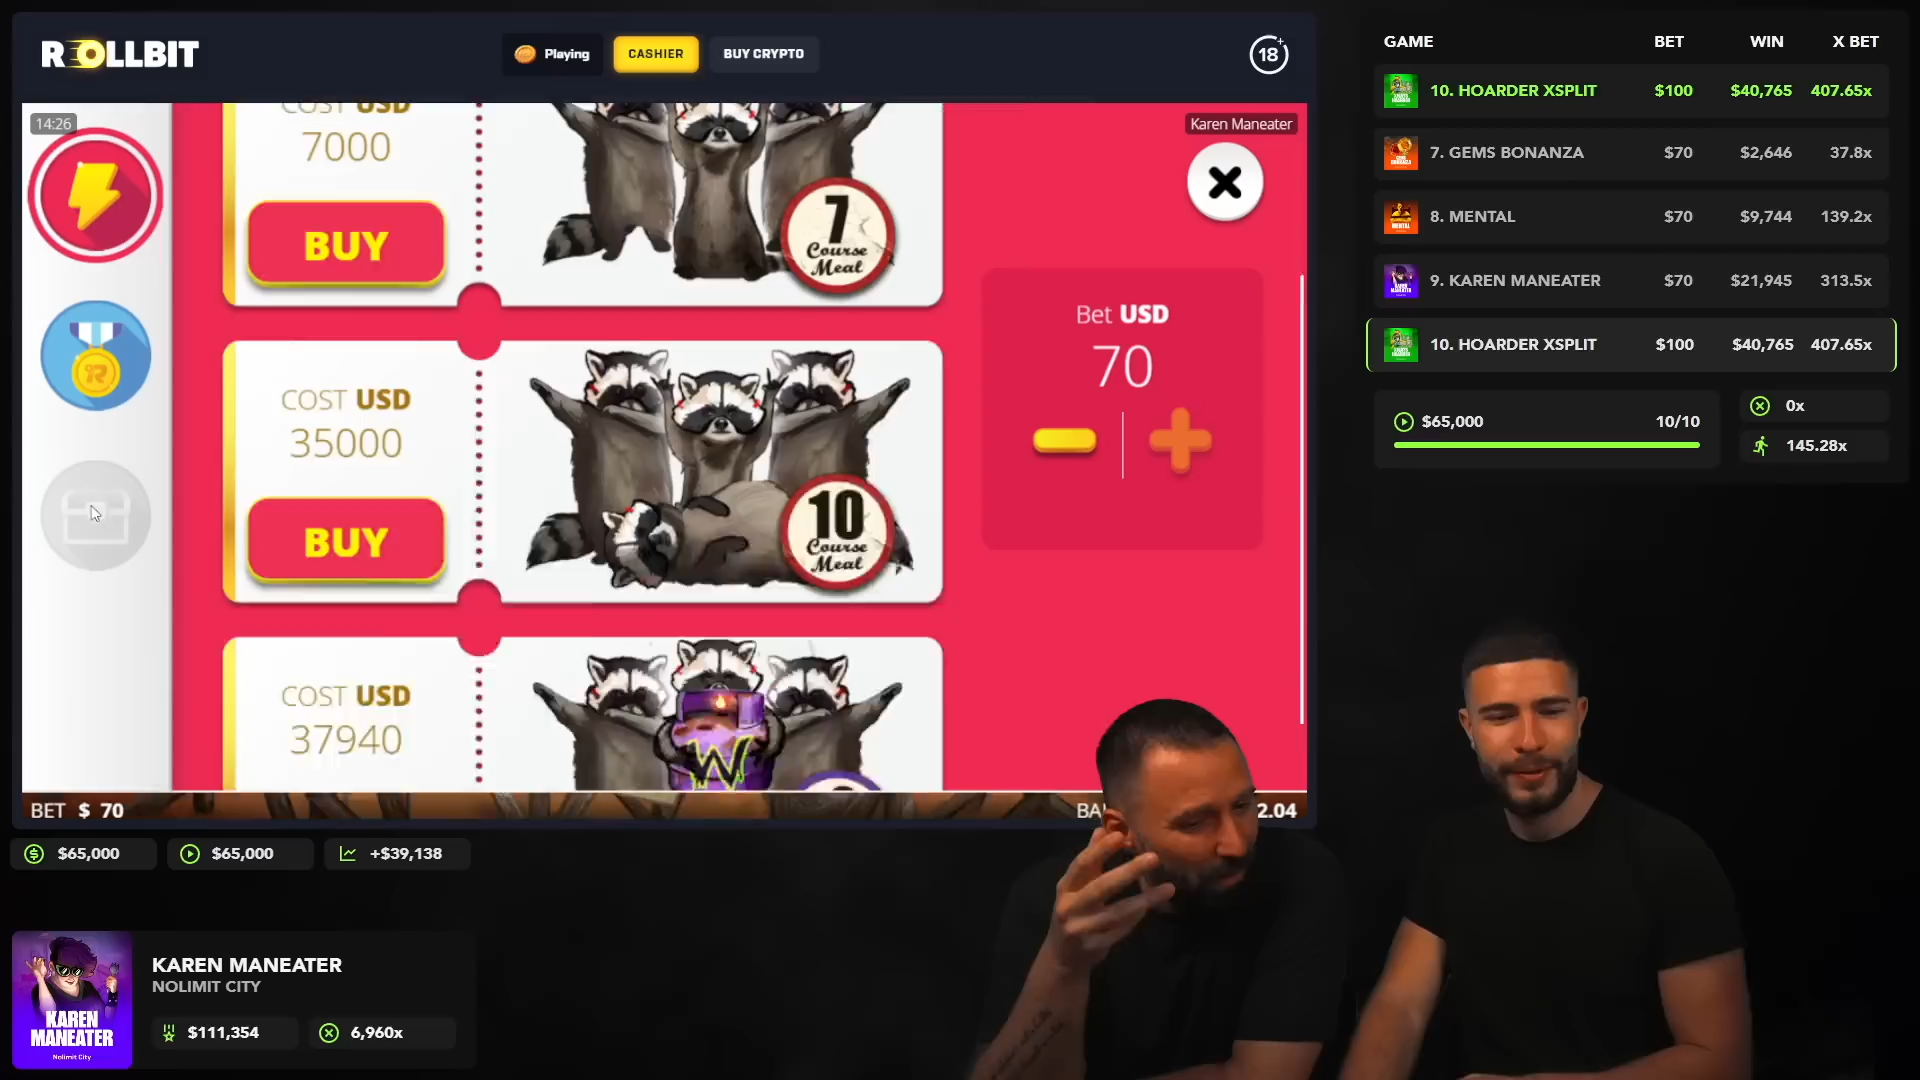 ROLLBIT
Playing
CASHIER
BUY CRYPTO
18+
14:26
Karen Maneater
COST USD
7000
BUY
7
Course
Meal
COST USD
35000
BUY
10
Course
Meal
COST USD
37940
W
Bet USD
70
BET $ 70
2.04
GAME BET WIN X BET
10. HOARDER XSPLIT $100 $40,765 407.65x
7. GEMS BONANZA $70 $2,646 37.8x
8. MENTAL $70 $9,744 139.2x
9. KAREN MANEATER $70 $21,945 313.5x
10. HOARDER XSPLIT $100 $40,765 407.65x
$65,000 10/10
0x
145.28x
$65,000
$65,000
+$39,138
KAREN
MANEATER
Nolimit City
KAREN MANEATER
NOLIMIT CITY
$111,354
6,960x